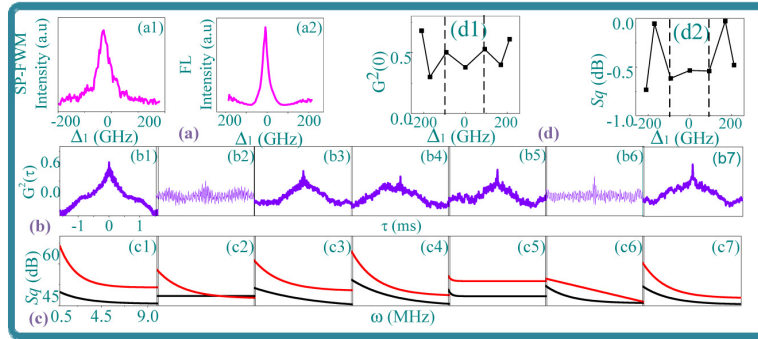 SP-FWM
Intensity (a.u)
(a1)
-200 0 200
Δ1 (GHz)
FL
Intensity (a.u)
(a2)
-200 0 200
Δ1 (GHz)
(a)
G²(0)
0.5
0.0
(d1)
-200 0 200
Δ1 (GHz)
(d)
Sq (dB)
0.0
-0.5
-1.0
(d2)
-200 0 200
Δ1 (GHz)
G²(τ)
0.6
0.0
(b1) (b2) (b3) (b4) (b5) (b6) (b7)
-1 0 1
τ (ms)
(b)
Sq (dB)
60
45
(c1) (c2) (c3) (c4) (c5) (c6) (c7)
0.5 4.5 9.0
ω (MHz)
(c)